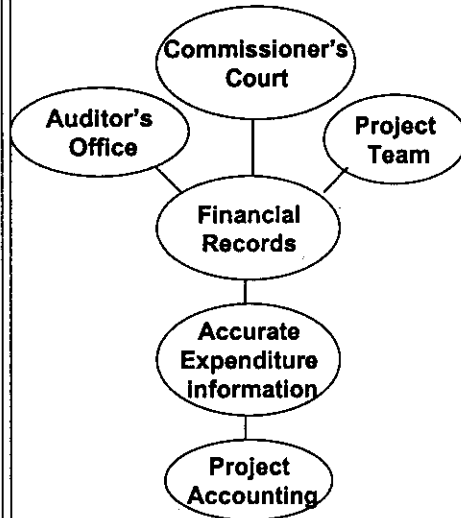 Commissioner's
Court
Auditor's
Office
Project
Team
Financial
Records
Accurate
Expenditure
information
Project
Accounting